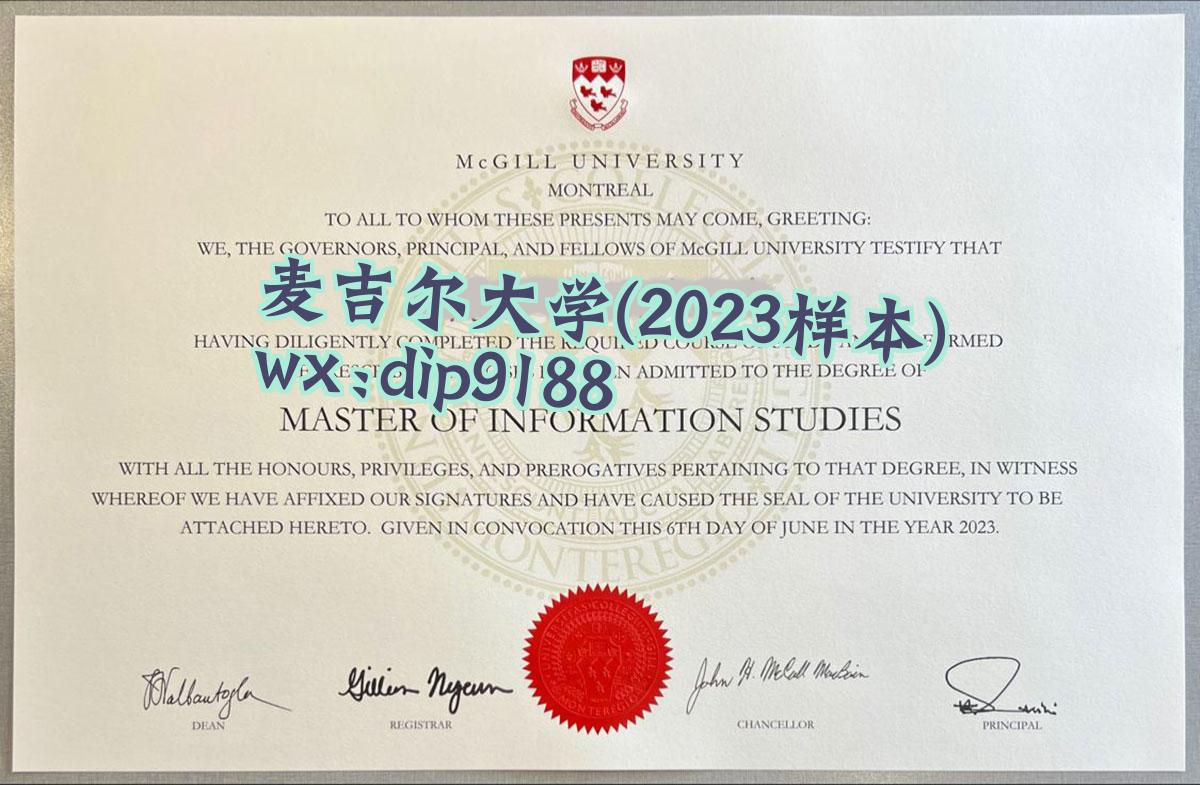 McGILL UNIVERSITY
MONTREAL
TO ALL TO WHOM THESE PRESENTS MAY COME, GREETING:
WE, THE GOVERNORS, PRINCIPAL, AND FELLOWS OF McGILL UNIVERSITY TESTIFY THAT
麦吉尔大学(2023样本)
HAVING DILIGENTLY COMPLETED THE REQUIRED COURSE
wx:dip9188
ADMITTED TO THE DEGREE OF
MASTER OF INFORMATION STUDIES
WITH ALL THE HONOURS, PRIVILEGES, AND PREROGATIVES PERTAINING TO THAT DEGREE, IN WITNESS
WHEREOF WE HAVE AFFIXED OUR SIGNATURES AND HAVE CAUSED THE SEAL OF THE UNIVERSITY TO BE
ATTACHED HERETO. GIVEN IN CONVOCATION THIS 6TH DAY OF JUNE IN THE YEAR 2023.
DEAN
REGISTRAR
CHANCELLOR
PRINCIPAL